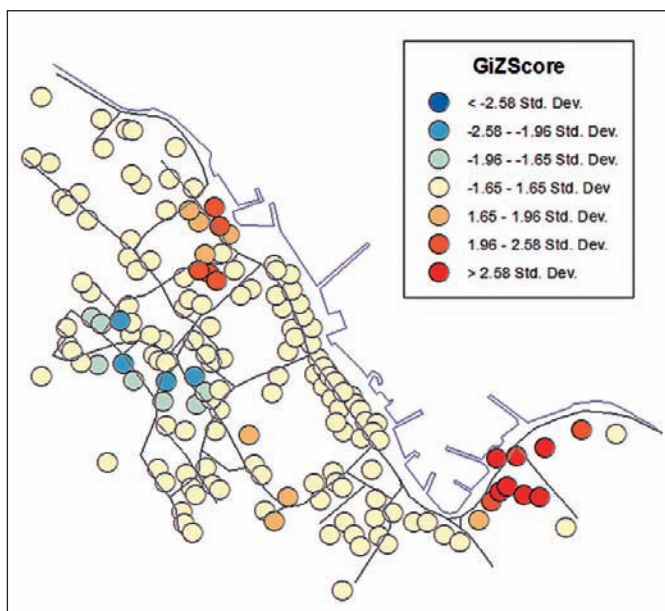 GiZScore
< -2.58 Std. Dev.
-2.58 - -1.96 Std. Dev.
-1.96 - -1.65 Std. Dev.
-1.65 - 1.65 Std. Dev
1.65 - 1.96 Std. Dev.
1.96 - 2.58 Std. Dev.
> 2.58 Std. Dev.